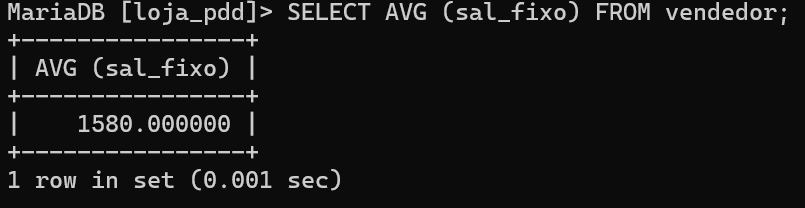 MariaDB [loja_pdd]> SELECT AVG (sal_fixo) FROM vendedor;
+----------------+
| AVG (sal_fixo) |
+----------------+
|    1580.000000 |
+----------------+
1 row in set (0.001 sec)